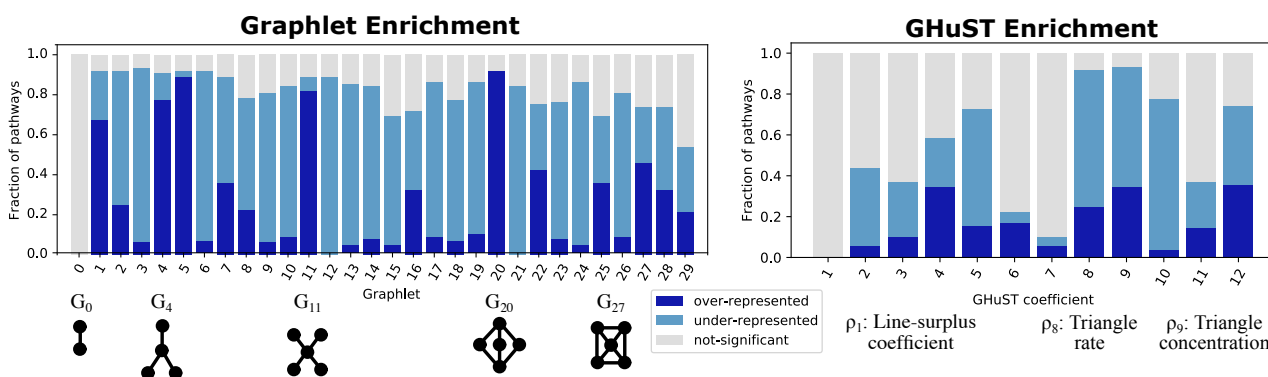 Graphlet Enrichment
1.0
0.8
0.6
0.4
0.2
0.0
Fraction of pathways
0 1 2 3 4 5 6 7 8 9 10 11 12 13 14 15 16 17 18 19 20 21 22 23 24 25 26 27 28 29
Graphlet
G0 G4 G11 G20 G27
over-represented
under-represented
not-significant
GHuST Enrichment
1.0
0.8
0.6
0.4
0.2
0.0
Fraction of pathways
1 2 3 4 5 6 7 8 9 10 11 12
GHuST coefficient
ρ1: Line-surplus
coefficient
ρ8: Triangle
rate
ρ9: Triangle
concentration